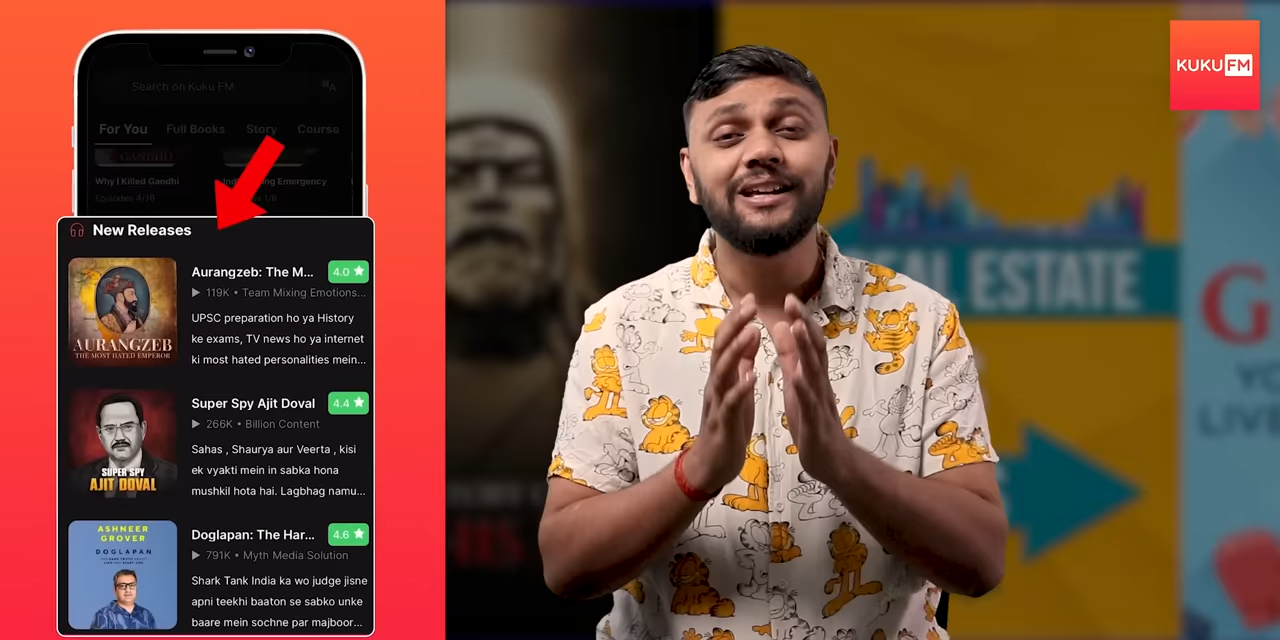 Search on Kuku FM
अ/A
For You Full Books Story Course
GANDHI
Why I Killed Gandhi
Emergency
Episodes 4/16
New Releases
AURANGZEB
THE MOST HATED EMPEROR
Aurangzeb: The M... 4.0
119K • Team Mixing Emotions...
UPSC preparation ho ya History
ke exams, TV news ho ya internet
ki most hated personalities mein...
SUPER SPY
AJIT DOVAL
Super Spy Ajit Doval 4.4
266K • Billion Content
Sahas , Shaurya aur Veerta , kisi
ek vyakti mein in sabka hona
mushkil hota hai. Lagbhag namu...
ASHNEER
GROVER
DOGLAPAN
Doglapan: The Har... 4.6
791K • Myth Media Solution
Shark Tank India ka wo judge jisne
apni teekhi baaton se sabko unke
baare mein sochne par majboor...
KUKU FM
ESTATE
G
YO
LIVE